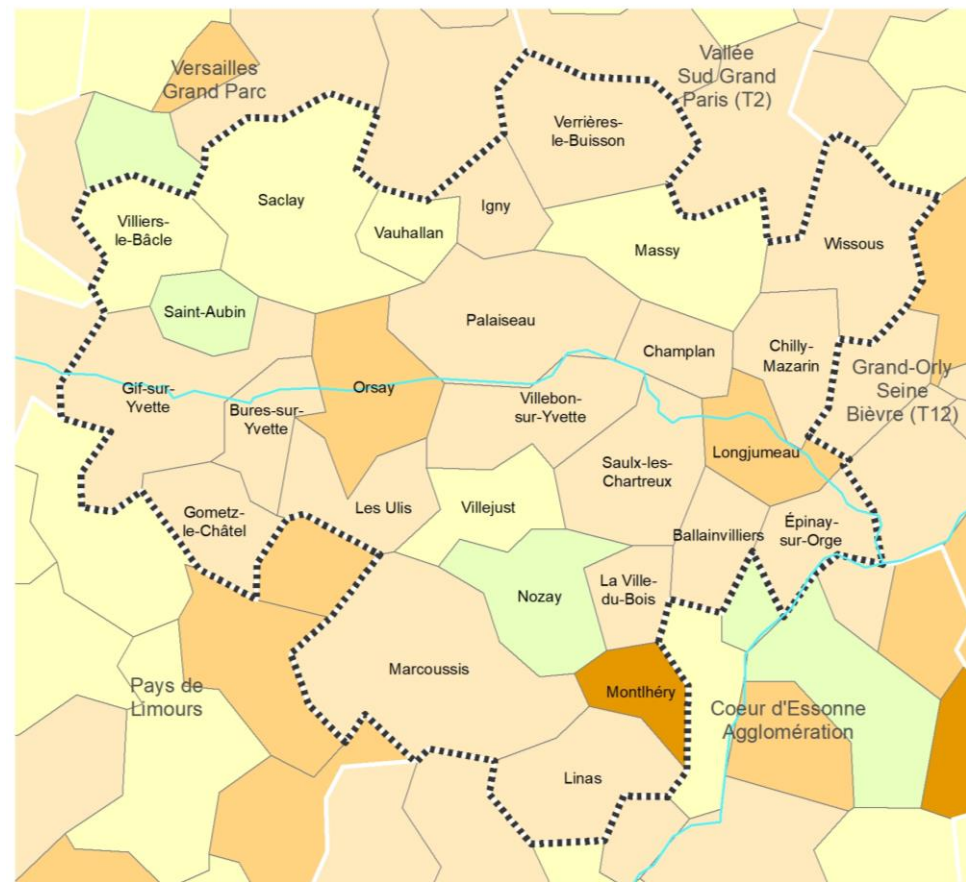 Versailles
Grand Parc
Vallée
Sud Grand
Paris (T2)
Verrières-
le-Buisson
Saclay
Igny
Villiers-
le-Bâcle
Vauhallan
Massy
Wissous
Saint-Aubin
Palaiseau
Champlan
Chilly-
Mazarin
Grand-Orly
Seine
Bièvre (T12)
Gif-sur-
Yvette
Bures-sur-
Yvette
Orsay
Villebon-
sur-Yvette
Longjumeau
Saulx-les-
Chartreux
Gometz-
le-Châtel
Les Ulis
Villejust
Ballainvilliers
Épinay-
sur-Orge
Nozay
La Ville-
du-Bois
Marcoussis
Montlhéry
Pays de
Limours
Coeur d'Essonne
Agglomération
Linas